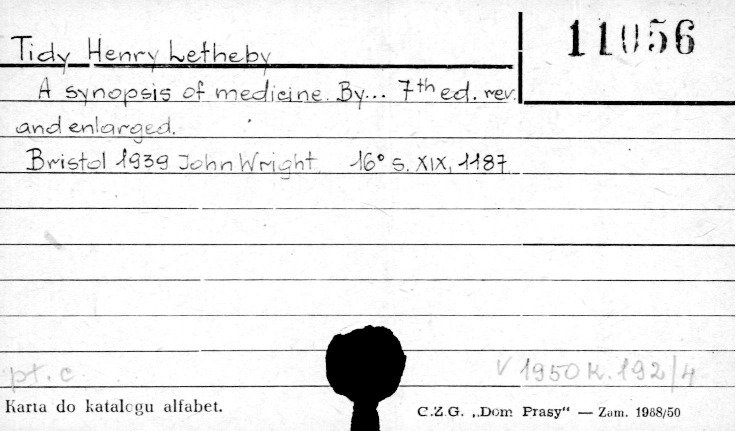 11056
Tidy Henry Letheby
A synopsis of medicine. By... 7th ed. rev.
and enlarged.
Bristol 1939 John Wright 16° s. XIX, 1187
pt. c
V 1950 K. 192/4
Karta do katalogu alfabet.
C.Z.G. „Dom Prasy“ — Zam. 1988/50